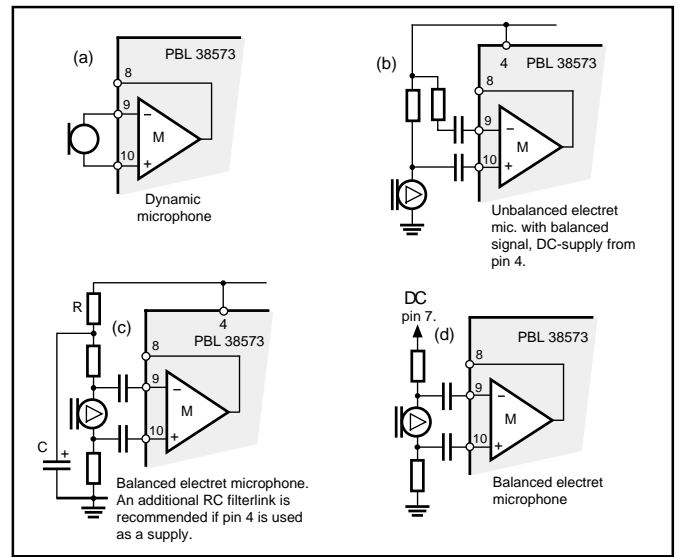 (a)
PBL 38573
8
9
10
−
+
M
Dynamic
microphone
(b)
4
PBL 38573
8
9
10
−
+
M
Unbalanced electret
mic. with balanced
signal, DC-supply from
pin 4.
R
(c)
4
PBL 38573
8
9
10
−
+
M
C
+
Balanced electret microphone.
An additional RC filterlink is
recommended if pin 4 is used
as a supply.
DC
pin 7.
(d)
PBL 38573
8
9
10
−
+
M
Balanced electret
microphone